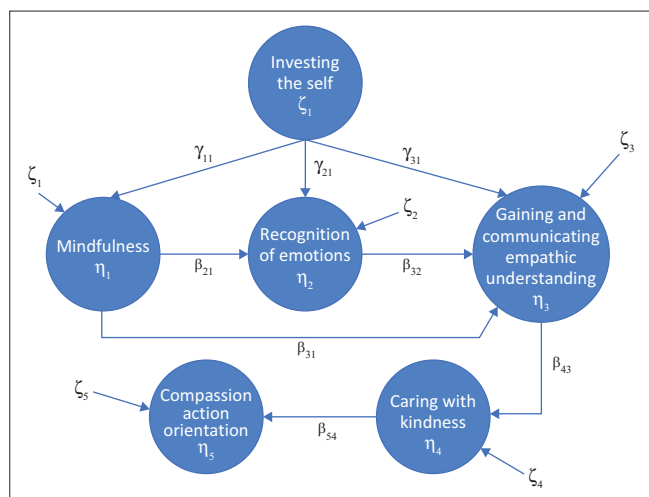 Investing
the self
ζ₁
γ₁₁
γ₂₁
γ₃₁
ζ₁
ζ₂
ζ₃
Mindfulness
η₁
β₂₁
Recognition
of emotions
η₂
β₃₂
Gaining and
communicating
empathic
understanding
η₃
β₃₁
β₄₃
ζ₅
Compassion
action
orientation
η₅
β₅₄
Caring with
kindness
η₄
ζ₄